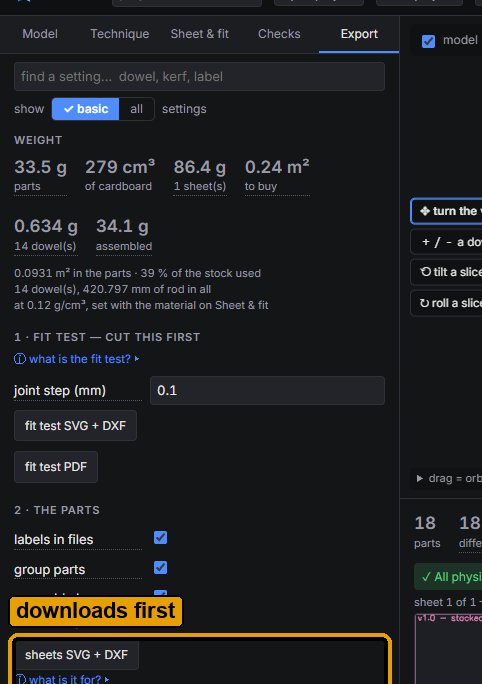 Model Technique Sheet & fit Checks Export
model
find a setting... dowel, kerf, label
show ✓ basic all settings
WEIGHT
33.5 g 279 cm³ 86.4 g 0.24 m²
parts of cardboard 1 sheet(s) to buy
0.634 g 34.1 g
14 dowel(s) assembled
0.0931 m² in the parts · 39 % of the stock used
14 dowel(s), 420.797 mm of rod in all
at 0.12 g/cm³, set with the material on Sheet & fit
1 · FIT TEST — CUT THIS FIRST
ⓘ what is the fit test? ▸
joint step (mm) 0.1
fit test SVG + DXF
fit test PDF
2 · THE PARTS
labels in files
group parts
downloads first
sheets SVG + DXF
ⓘ what is it for? ▸
✥ turn the
+ / - a do
tilt a slice
roll a slice
▸ drag = orb
18 18
parts diffe
✓ All physi
sheet 1 of 1
v1.0 — stacked